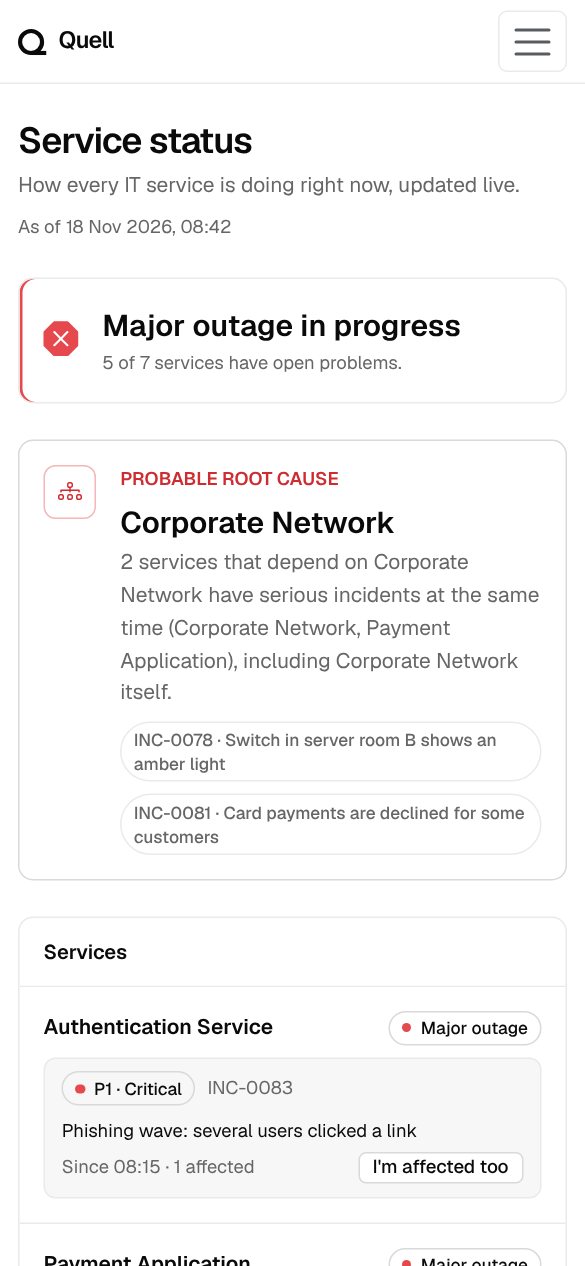 Quell
Service status
How every IT service is doing right now, updated live.
As of 18 Nov 2026, 08:42
Major outage in progress
5 of 7 services have open problems.
PROBABLE ROOT CAUSE
Corporate Network
2 services that depend on Corporate
Network have serious incidents at the same
time (Corporate Network, Payment
Application), including Corporate Network
itself.
INC-0078 · Switch in server room B shows an
amber light
INC-0081 · Card payments are declined for some
customers
Services
Authentication Service
Major outage
P1 · Critical
INC-0083
Phishing wave: several users clicked a link
Since 08:15 · 1 affected
I'm affected too
Payment Application
Major outage